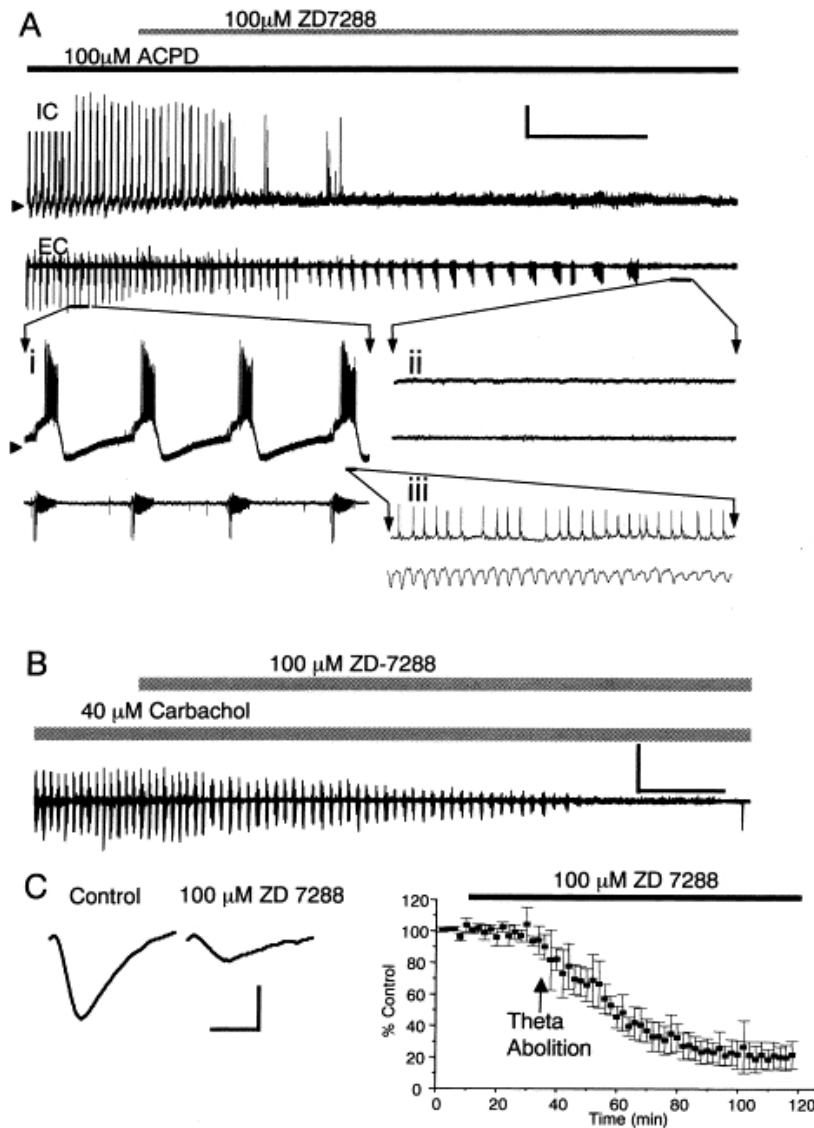 A
100µM ZD7288
100µM ACPD
IC
EC
i
ii
iii
B
100 µM ZD-7288
40 µM Carbachol
C
Control
100 µM ZD 7288
100 µM ZD 7288
120
100
80
60
40
20
0
% Control
Theta
Abolition
0 20 40 60 80 100 120
Time (min)